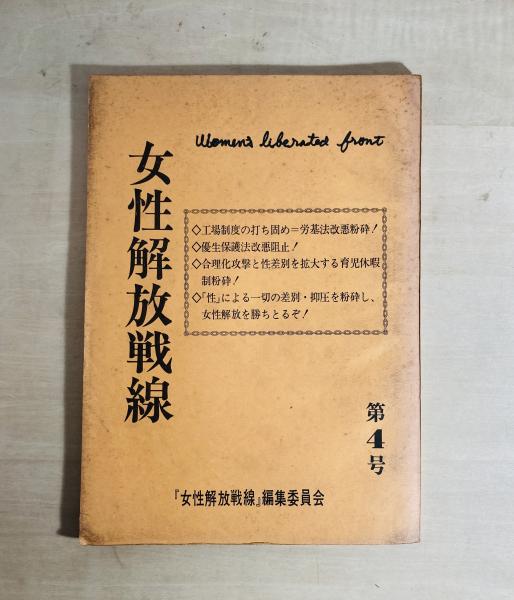 Women's liberated front
女性解放戦線
◇工場制度の打ち固め＝労基法改悪粉砕！
◇優生保護法改悪阻止！
◇合理化攻撃と性差別を拡大する育児休暇
制粉砕！
◇「性」による一切の差別・抑圧を粉砕し、
女性解放を勝ちとるぞ！
第4号
『女性解放戦線』編集委員会